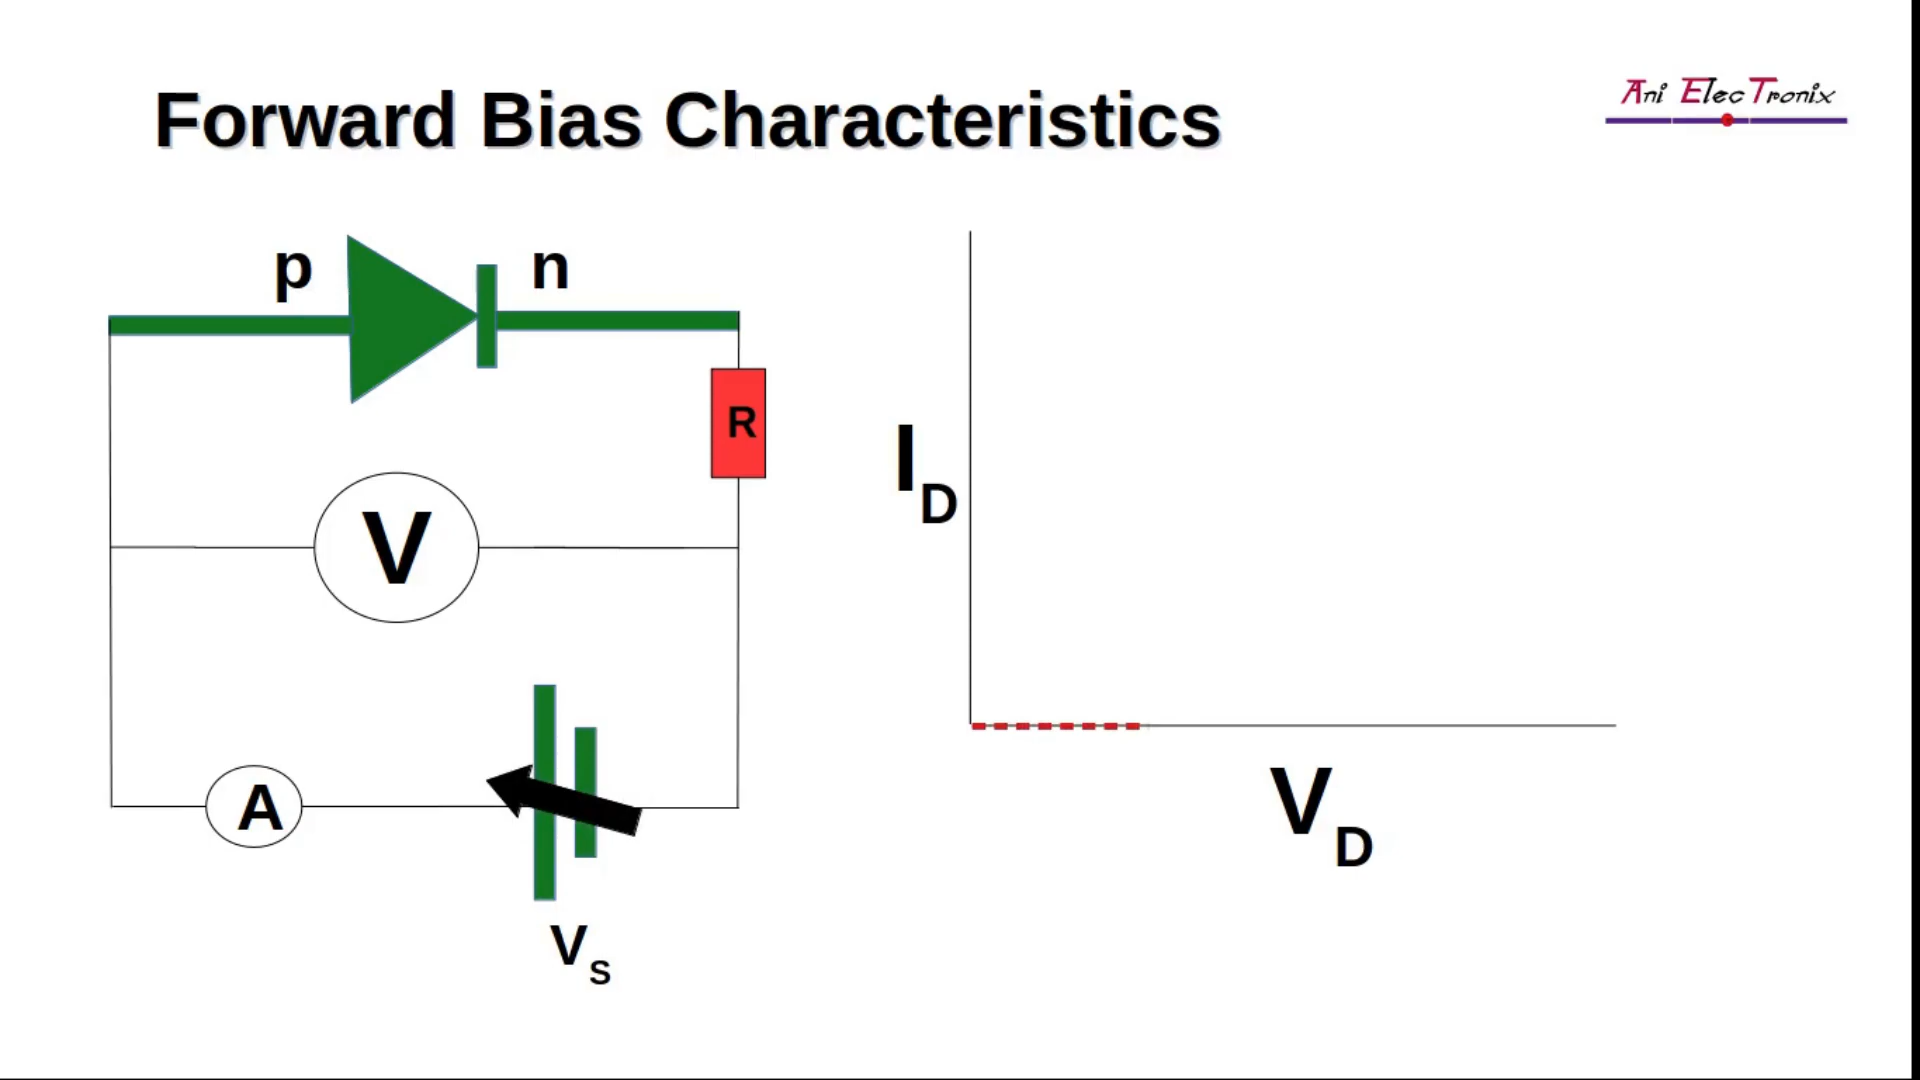 Forward Bias Characteristics
Ani ElecTronix
p
n
R
V
A
VS
ID
VD